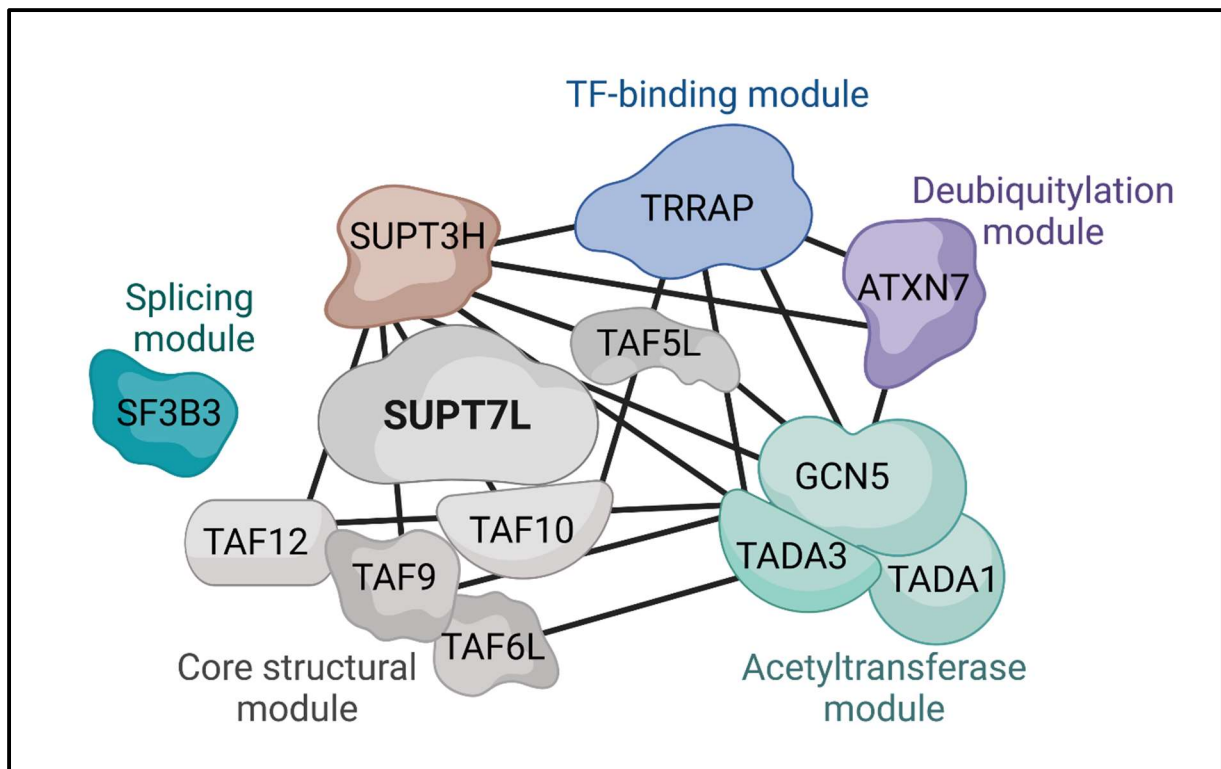 TF-binding module
TRRAP
Deubiquitylation
module
SUPT3H
ATXN7
Splicing
module
TAF5L
SF3B3
SUPT7L
GCN5
TAF12
TAF10
TADA3
TAF9
TADA1
TAF6L
Core structural
module
Acetyltransferase
module